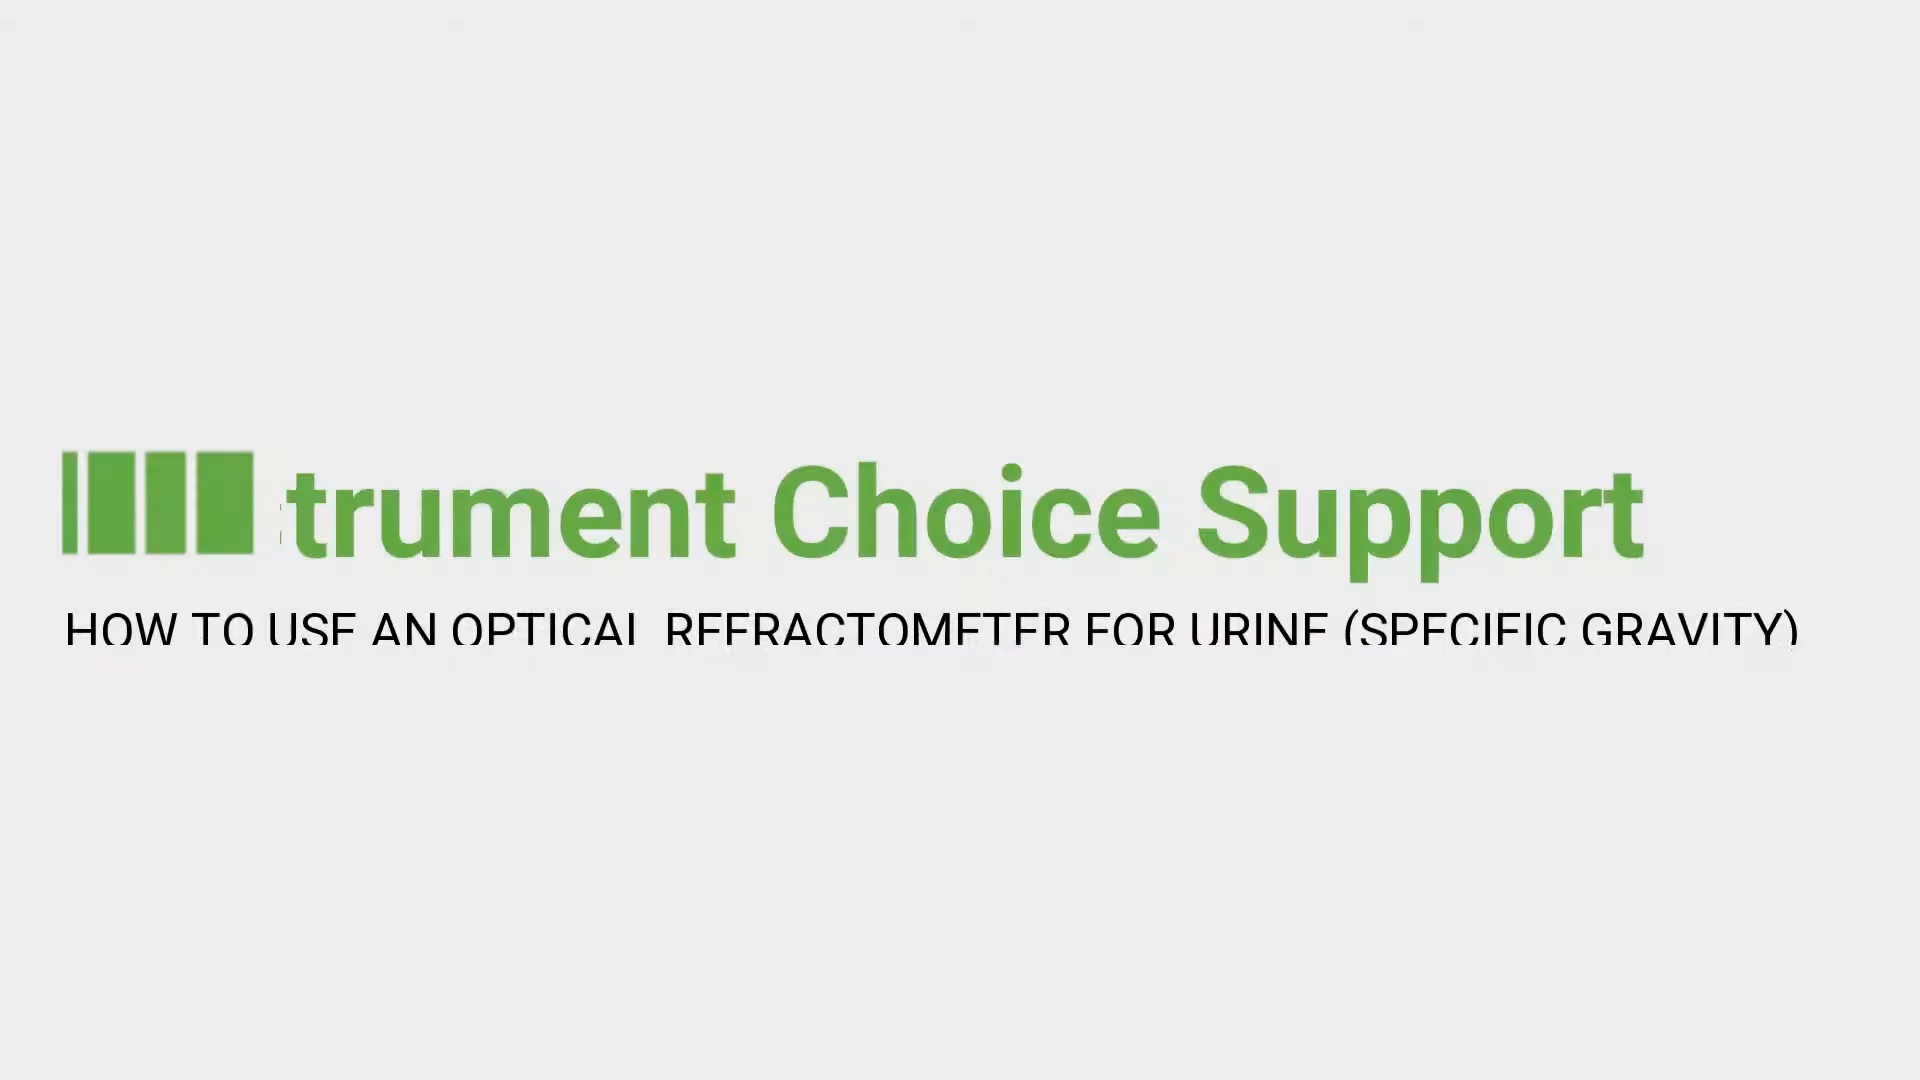 trument Choice Support
HOW TO USE AN OPTICAL REFRACTOMETER FOR URINE (SPECIFIC GRAVITY)